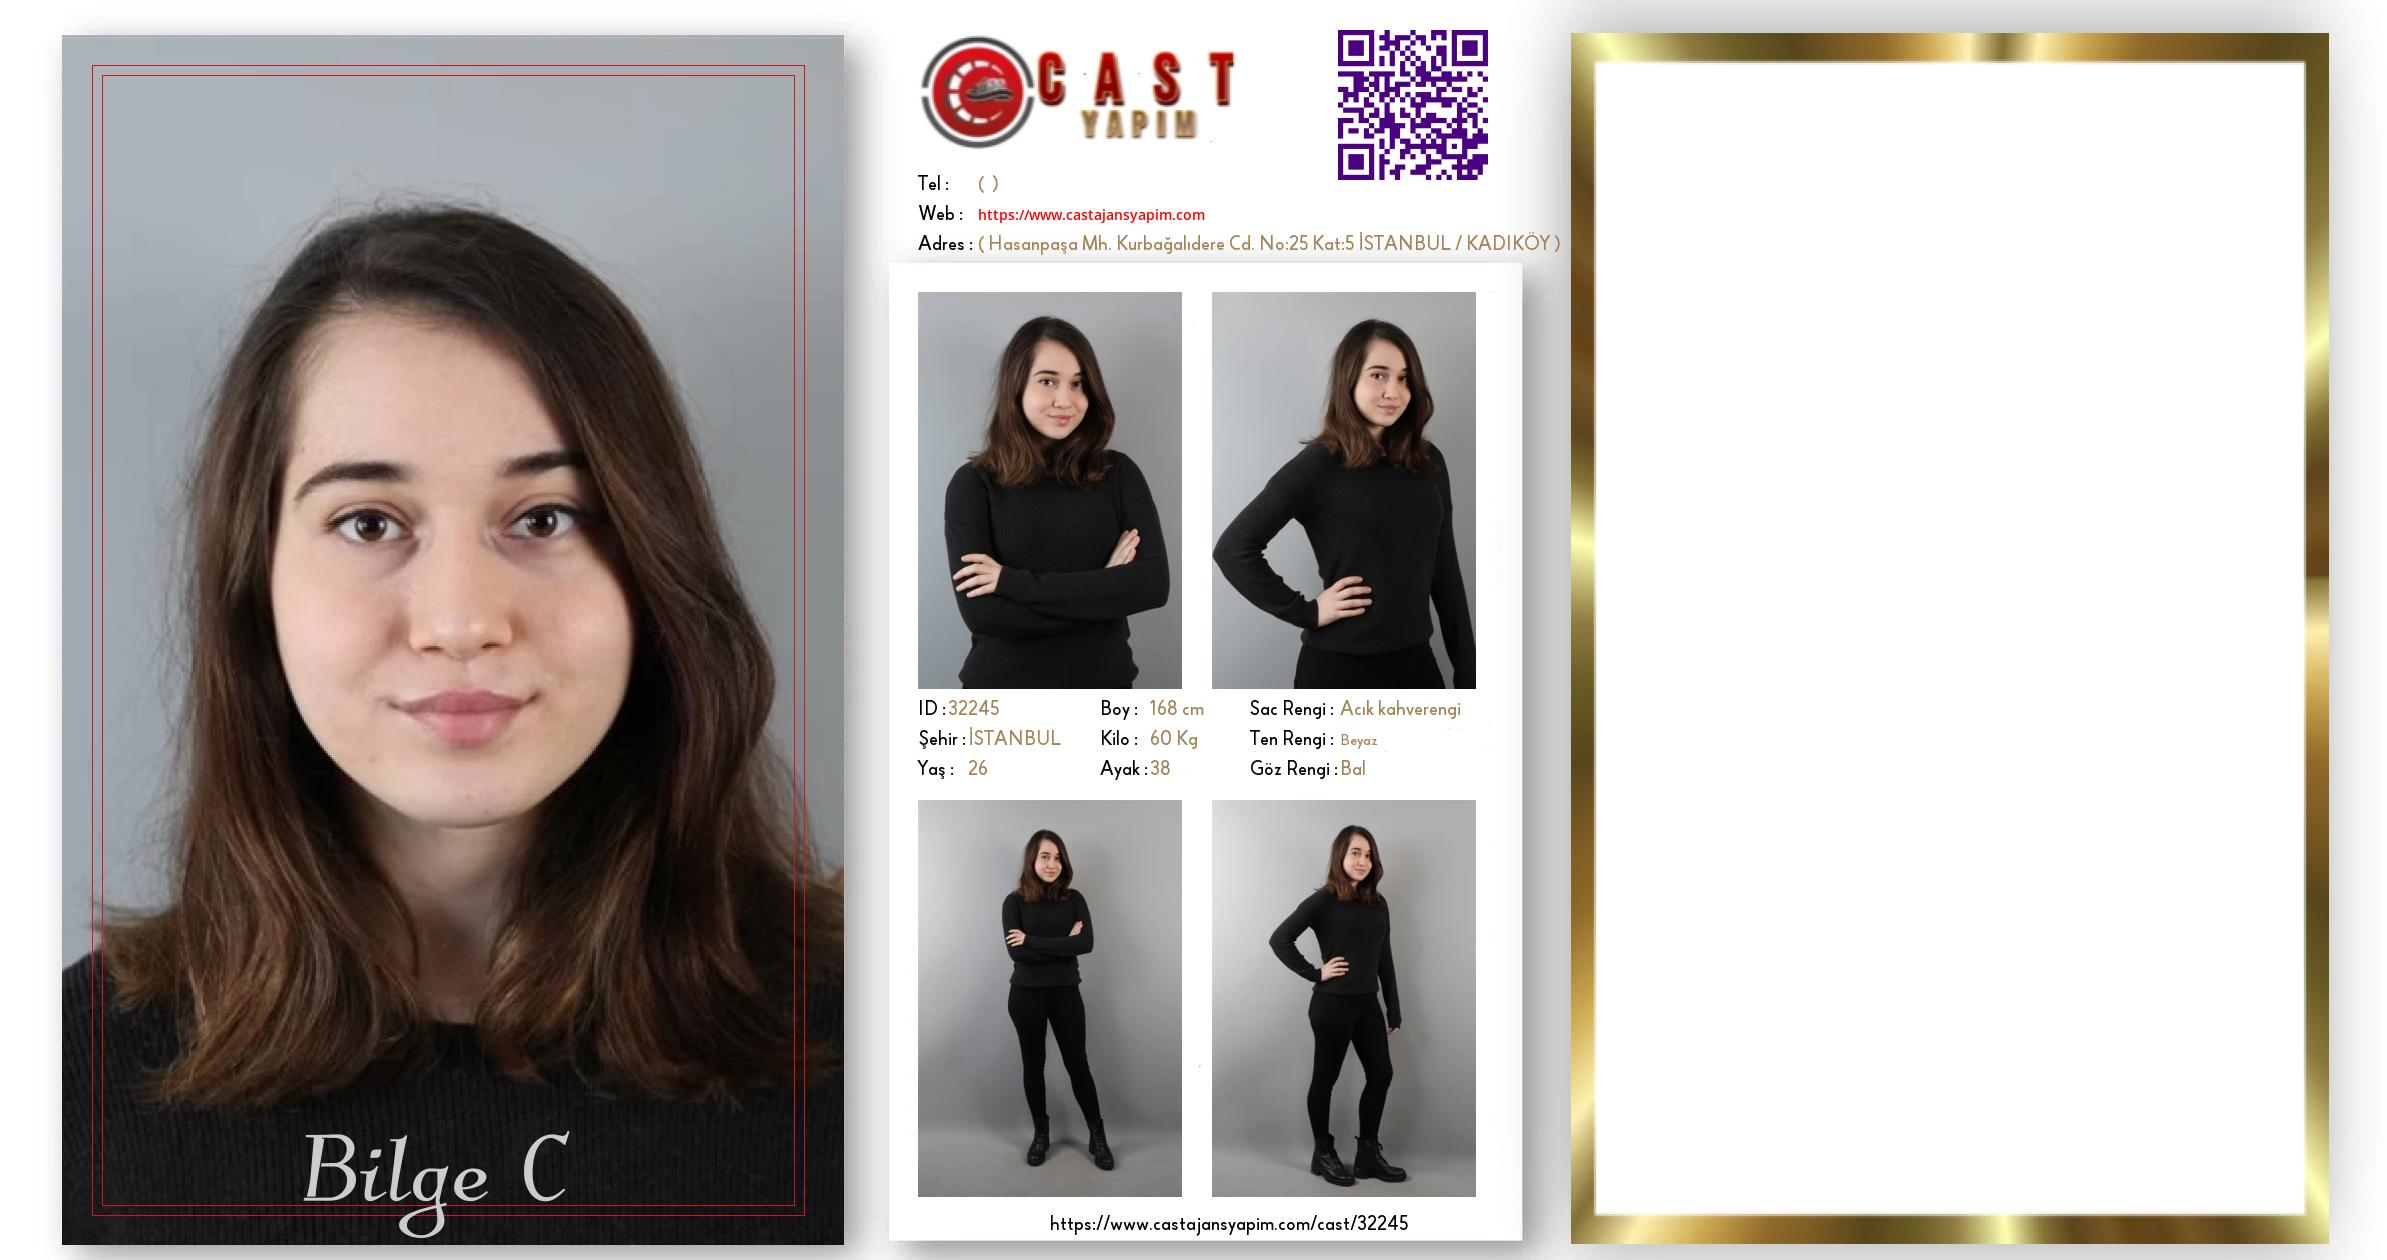 Bilge C
CAST
YAPIM
Tel : ( )
Web : https://www.castajansyapim.com
Adres : ( Hasanpaşa Mh. Kurbağalıdere Cd. No:25 Kat:5 İSTANBUL / KADIKÖY )
ID : 32245 Boy : 168 cm Sac Rengi : Acık kahverengi
Şehir : İSTANBUL Kilo : 60 Kg Ten Rengi : Beyaz
Yaş : 26 Ayak : 38 Göz Rengi : Bal
https://www.castajansyapim.com/cast/32245